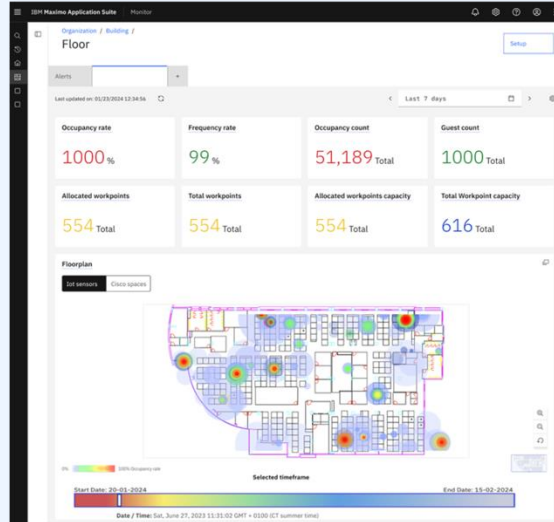 IBM Maximo Application Suite Monitor
Organization / Building /
Floor
Setup
Alerts
+
Last updated on: 01/23/2024 12:34:56
Last 7 days
Occupancy rate
1000 %
Frequency rate
99 %
Occupancy count
51,189 Total
Guest count
1000 Total
Allocated workpoints
554 Total
Total workpoints
554 Total
Allocated workpoints capacity
554 Total
Total Workpoint capacity
616 Total
Floorplan
Iot sensors
Cisco spaces
0%
100% Occupancy rate
Selected timeframe
Start Date: 20-01-2024
End Date: 15-02-2024
Date / Time: Sat, June 27, 2023 11:31:02 GMT + 0100 (CT summer time)